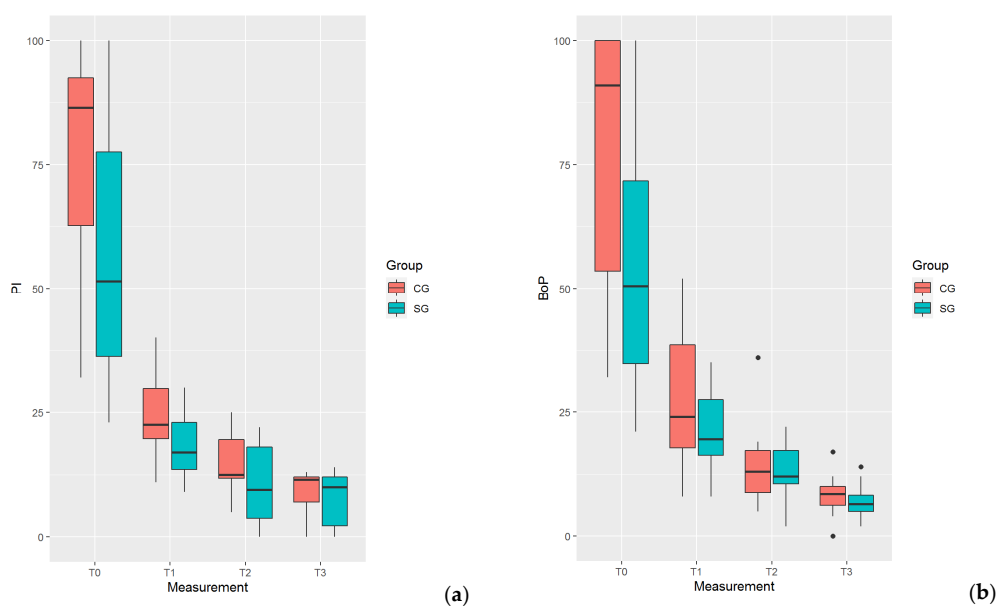 100
75
50
25
0
PI
T0
T1
T2
T3
Measurement
Group
CG
SG
(a)
100
75
50
25
0
BoP
T0
T1
T2
T3
Measurement
Group
CG
SG
(b)